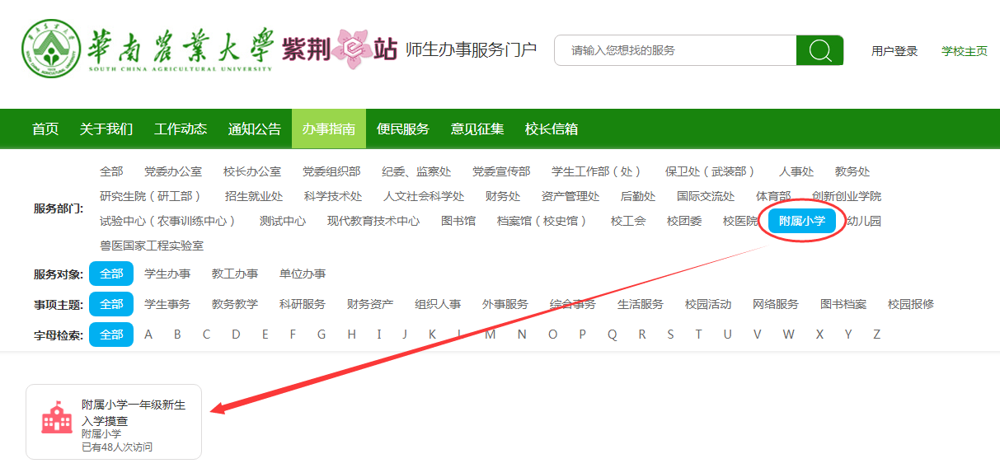 華南農業大學
SOUTH CHINA AGRICULTURAL UNIVERSITY
紫荆e站
师生办事服务门户
请输入您想找的服务
用户登录 学校主页
首页 关于我们 工作动态 通知公告 办事指南 便民服务 意见征集 校长信箱
服务部门:
全部 党委办公室 校长办公室 党委组织部 纪委、监察处 党委宣传部 学生工作部（处） 保卫处（武装部） 人事处 教务处
研究生院（研工部） 招生就业处 科学技术处 人文社会科学处 财务处 资产管理处 后勤处 国际交流处 体育部 创新创业学院
试验中心（农事训练中心） 测试中心 现代教育技术中心 图书馆 档案馆（校史馆） 校工会 校团委 校医院 附属小学 幼儿园
兽医国家工程实验室
服务对象: 全部 学生办事 教工办事 单位办事
事项主题: 全部 学生事务 教务教学 科研服务 财务资产 组织人事 外事服务 综合事务 生活服务 校园活动 网络服务 图书档案 校园报修
字母检索: 全部 A B C D E F G H I J K L M N O P Q R S T U V W X Y Z
附属小学一年级新生
入学摸查
附属小学
已有48人次访问